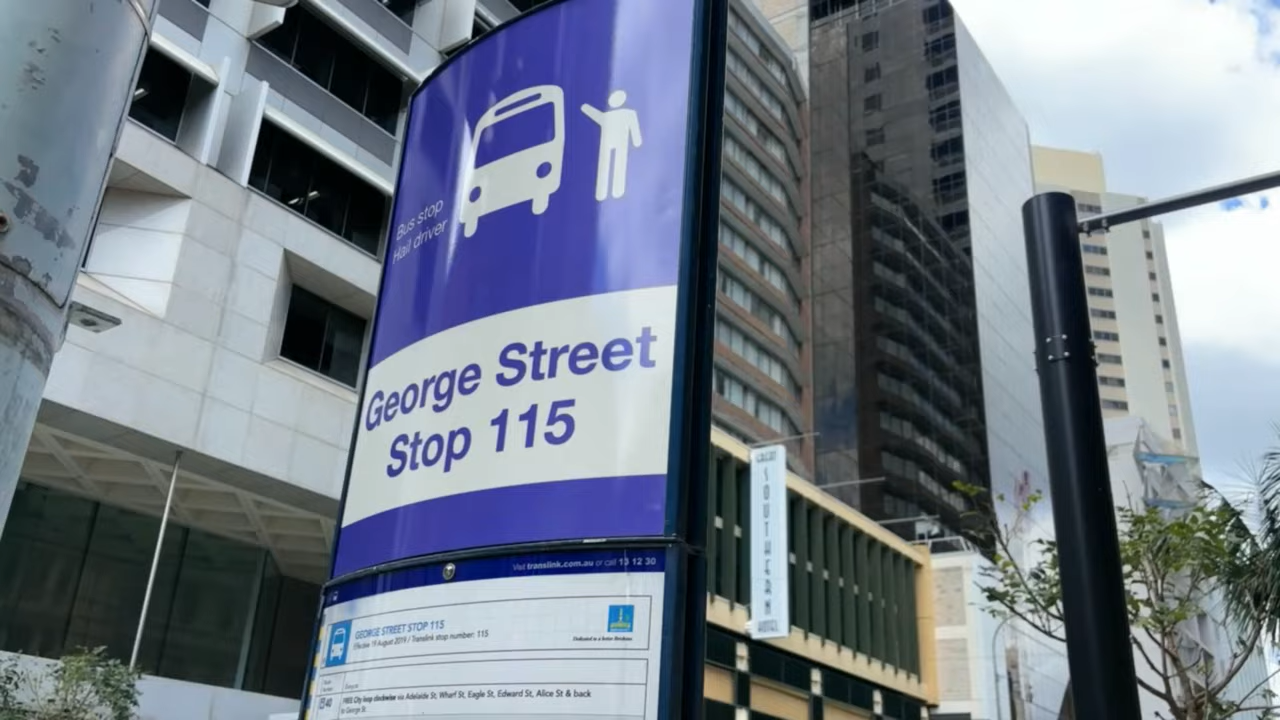 Bus stop
Hail driver
George Street
Stop 115
Visit translink.com.au or call 13 12 30
GEORGE STREET STOP 115
Effective 19 August 2019 / Translink stop number: 115
Dedicated to a better Brisbane
40
FREE City loop clockwise via Adelaide St, Wharf St, Eagle St, Edward St, Alice St & back
to George St
GREAT
SOUTHERN
HOTEL